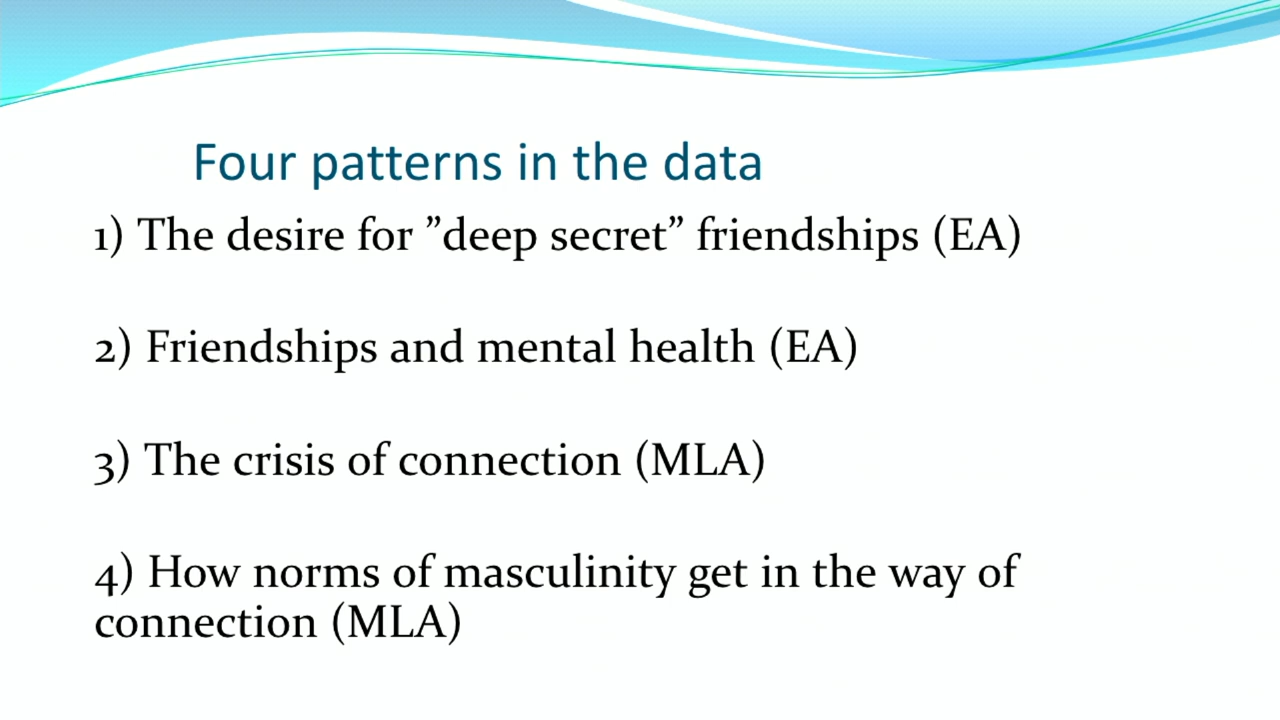 Four patterns in the data
1) The desire for ”deep secret” friendships (EA)
2) Friendships and mental health (EA)
3) The crisis of connection (MLA)
4) How norms of masculinity get in the way of
connection (MLA)